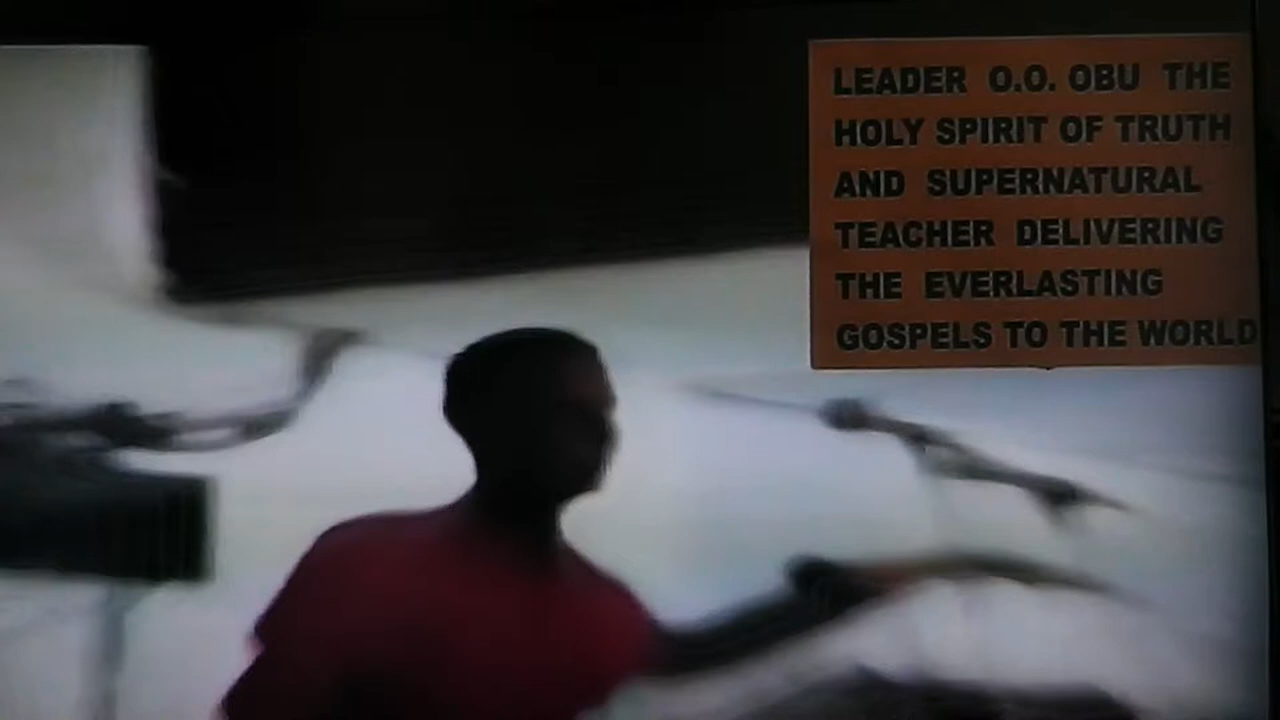 LEADER O.O. OBU THE
HOLY SPIRIT OF TRUTH
AND SUPERNATURAL
TEACHER DELIVERING
THE EVERLASTING
GOSPELS TO THE WORLD